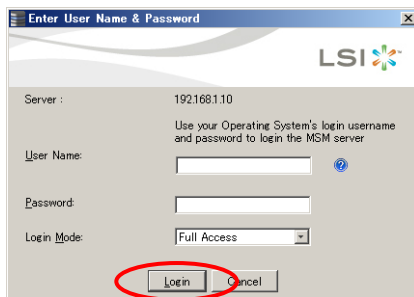 Enter User Name & Password
LSI
Server : 192.168.1.10
Use your Operating System's login username
and password to login the MSM server
User Name:
Password:
Login Mode: Full Access
Login Cancel